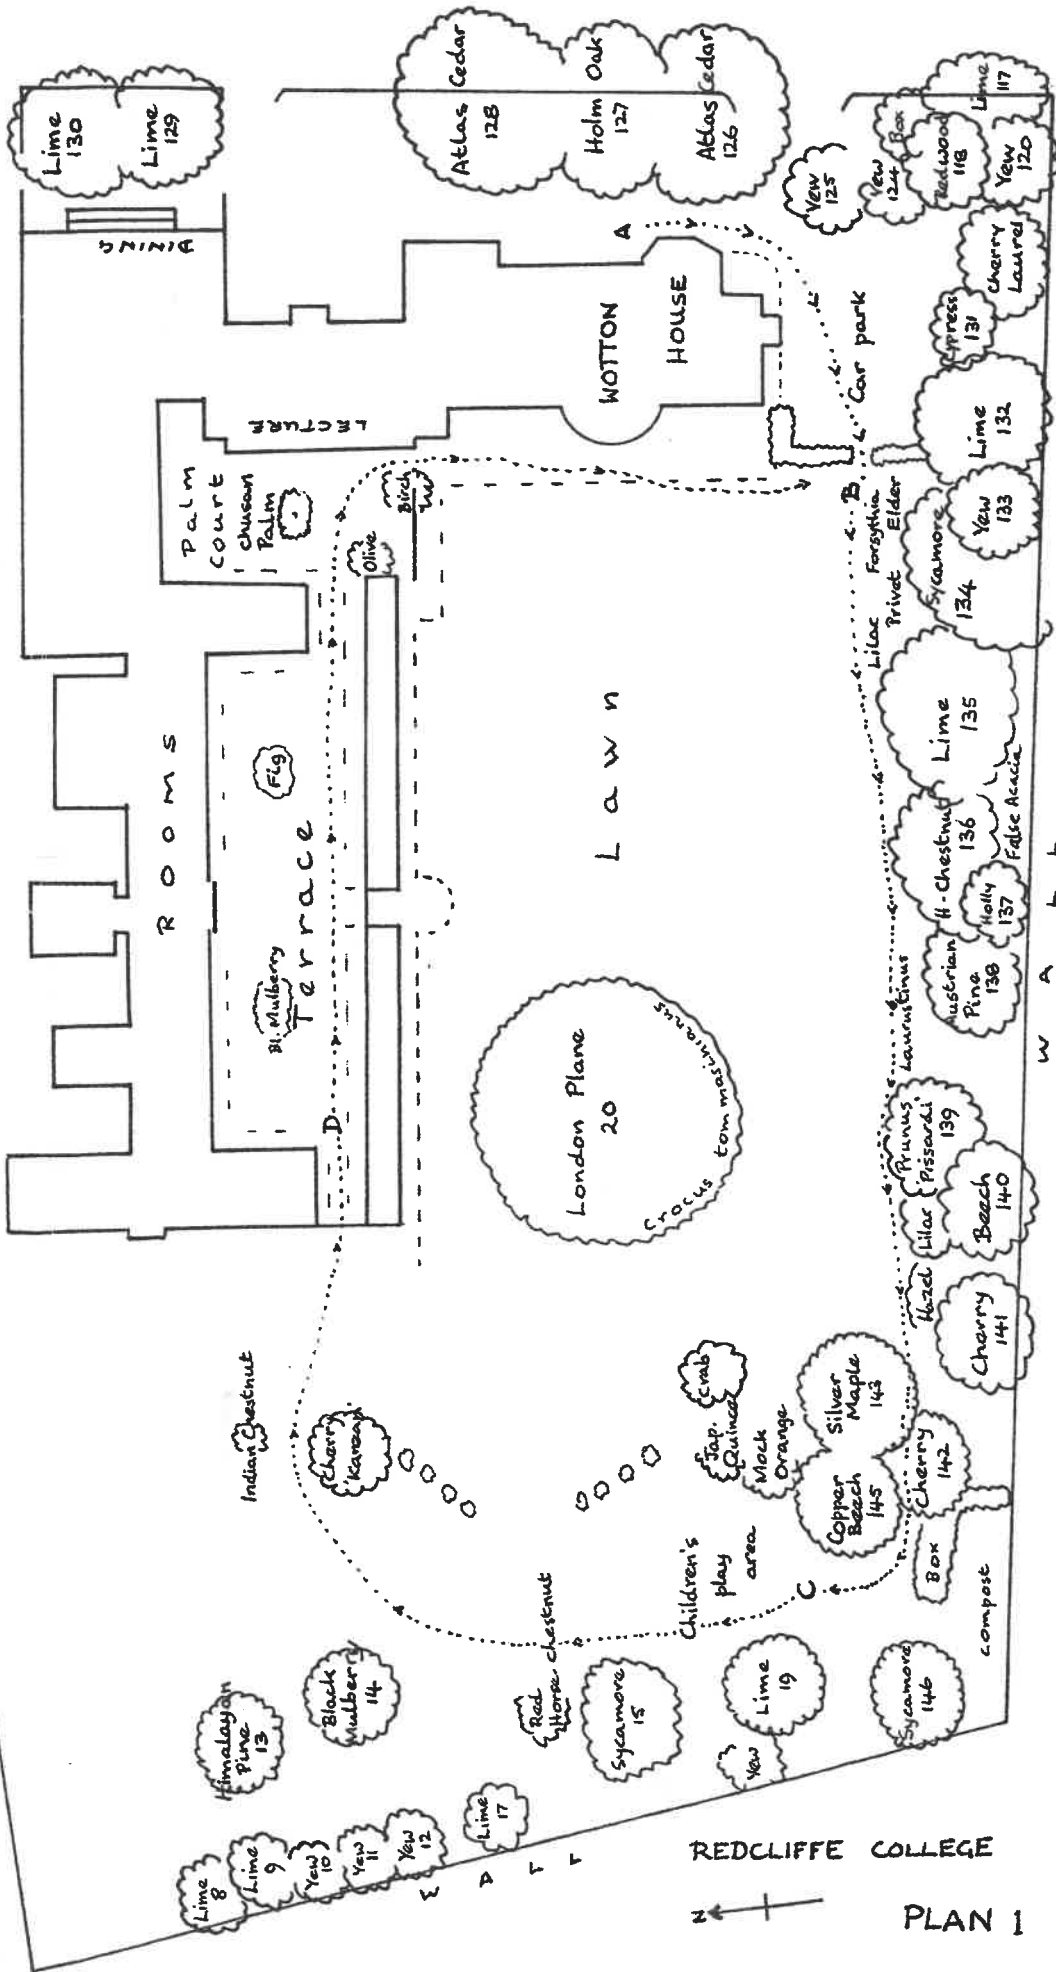 Lime
130
Lime
129
DINING
Atlas Cedar
128
Holm Oak
127
Atlas Cedar
126
Yew
125
Yew
124
Box
Redwood
118
Lime
117
Yew
120
Cherry
Laurel
Cypress
131
Lime
132
Yew
133
Sycamore
134
A
WOTTON
HOUSE
Car park
B
LECTURE
Palm
Court
Chusan
Palm
Birch
Olive
Forsythia
Elder
Lilac
Privet
ROOMS
Fig
Terrace
Bl. Mulberry
D
Lawn
Lime
135
H-Chestnut
136
False Acacia
Holly
137
Austrian
Pine
138
Laurustinus
London Plane
20
Crocus tommasinianus
Prunus
'Pissardi'
139
Lilac
Beech
140
Hazel
Cherry
141
WALL
Indian Chestnut
Cherry
'Kanzan'
Crab
Jap.
Quince
Mock
Orange
Silver
Maple
143
Copper
Beech
145
Cherry
142
Box
compost
Children's
play
area
C
Himalayan
Pine
13
Black
Mulberry
14
Red
Horse chestnut
Sycamore
15
Lime
19
Yew
Sycamore
146
Lime
8
Lime
9
Yew
10
Yew
11
Yew
12
Lime
17
WALL
REDCLIFFE COLLEGE
N
PLAN 1